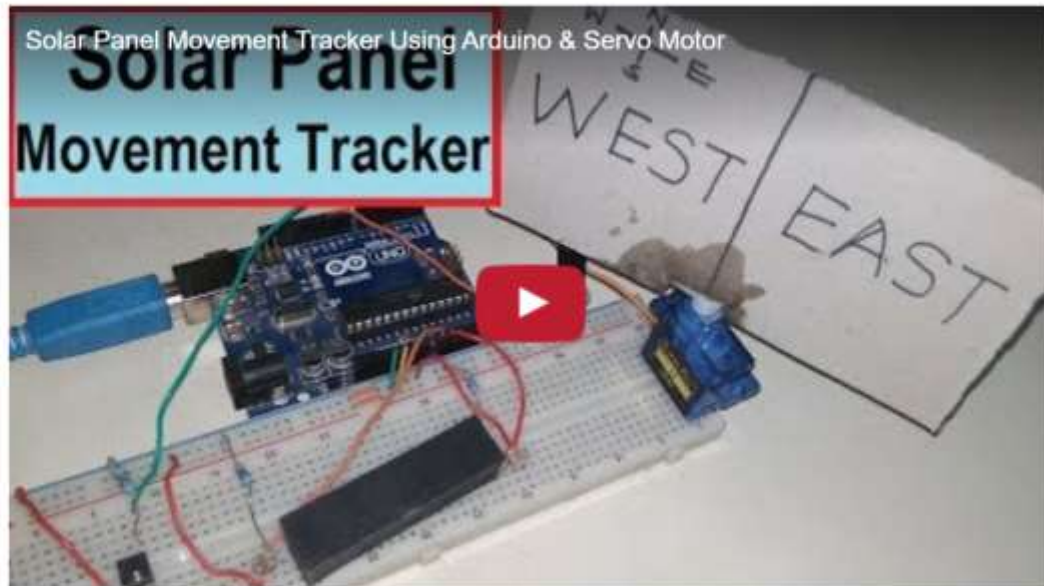 Solar Panel Movement Tracker Using Arduino & Servo Motor
Solar Panel
Movement Tracker
N
W E
S
WEST
EAST
UNO